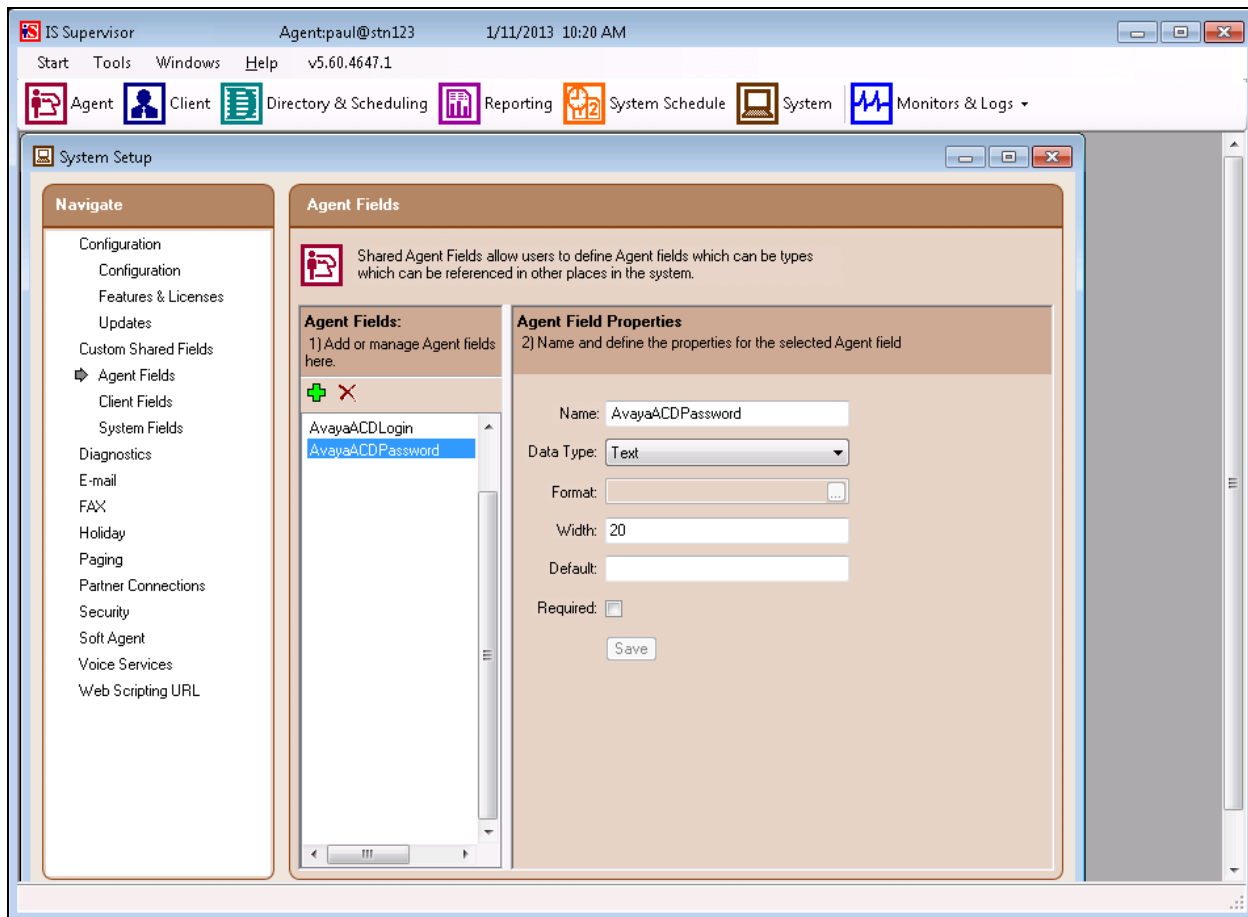 IS IS Supervisor Agent:paul@stn123 1/11/2013 10:20 AM
Start Tools Windows Help v5.60.4647.1
Agent Client Directory & Scheduling Reporting 2 System Schedule System Monitors & Logs
System Setup
Navigate
Configuration
Configuration
Features & Licenses
Updates
Custom Shared Fields
Agent Fields
Client Fields
System Fields
Diagnostics
E-mail
FAX
Holiday
Paging
Partner Connections
Security
Soft Agent
Voice Services
Web Scripting URL
Agent Fields
Shared Agent Fields allow users to define Agent fields which can be types
which can be referenced in other places in the system.
Agent Fields:
1) Add or manage Agent fields
here.
AvayaACDLogin
AvayaACDPassword
Agent Field Properties
2) Name and define the properties for the selected Agent field
Name: AvayaACDPassword
Data Type: Text
Format: ...
Width: 20
Default:
Required:
Save